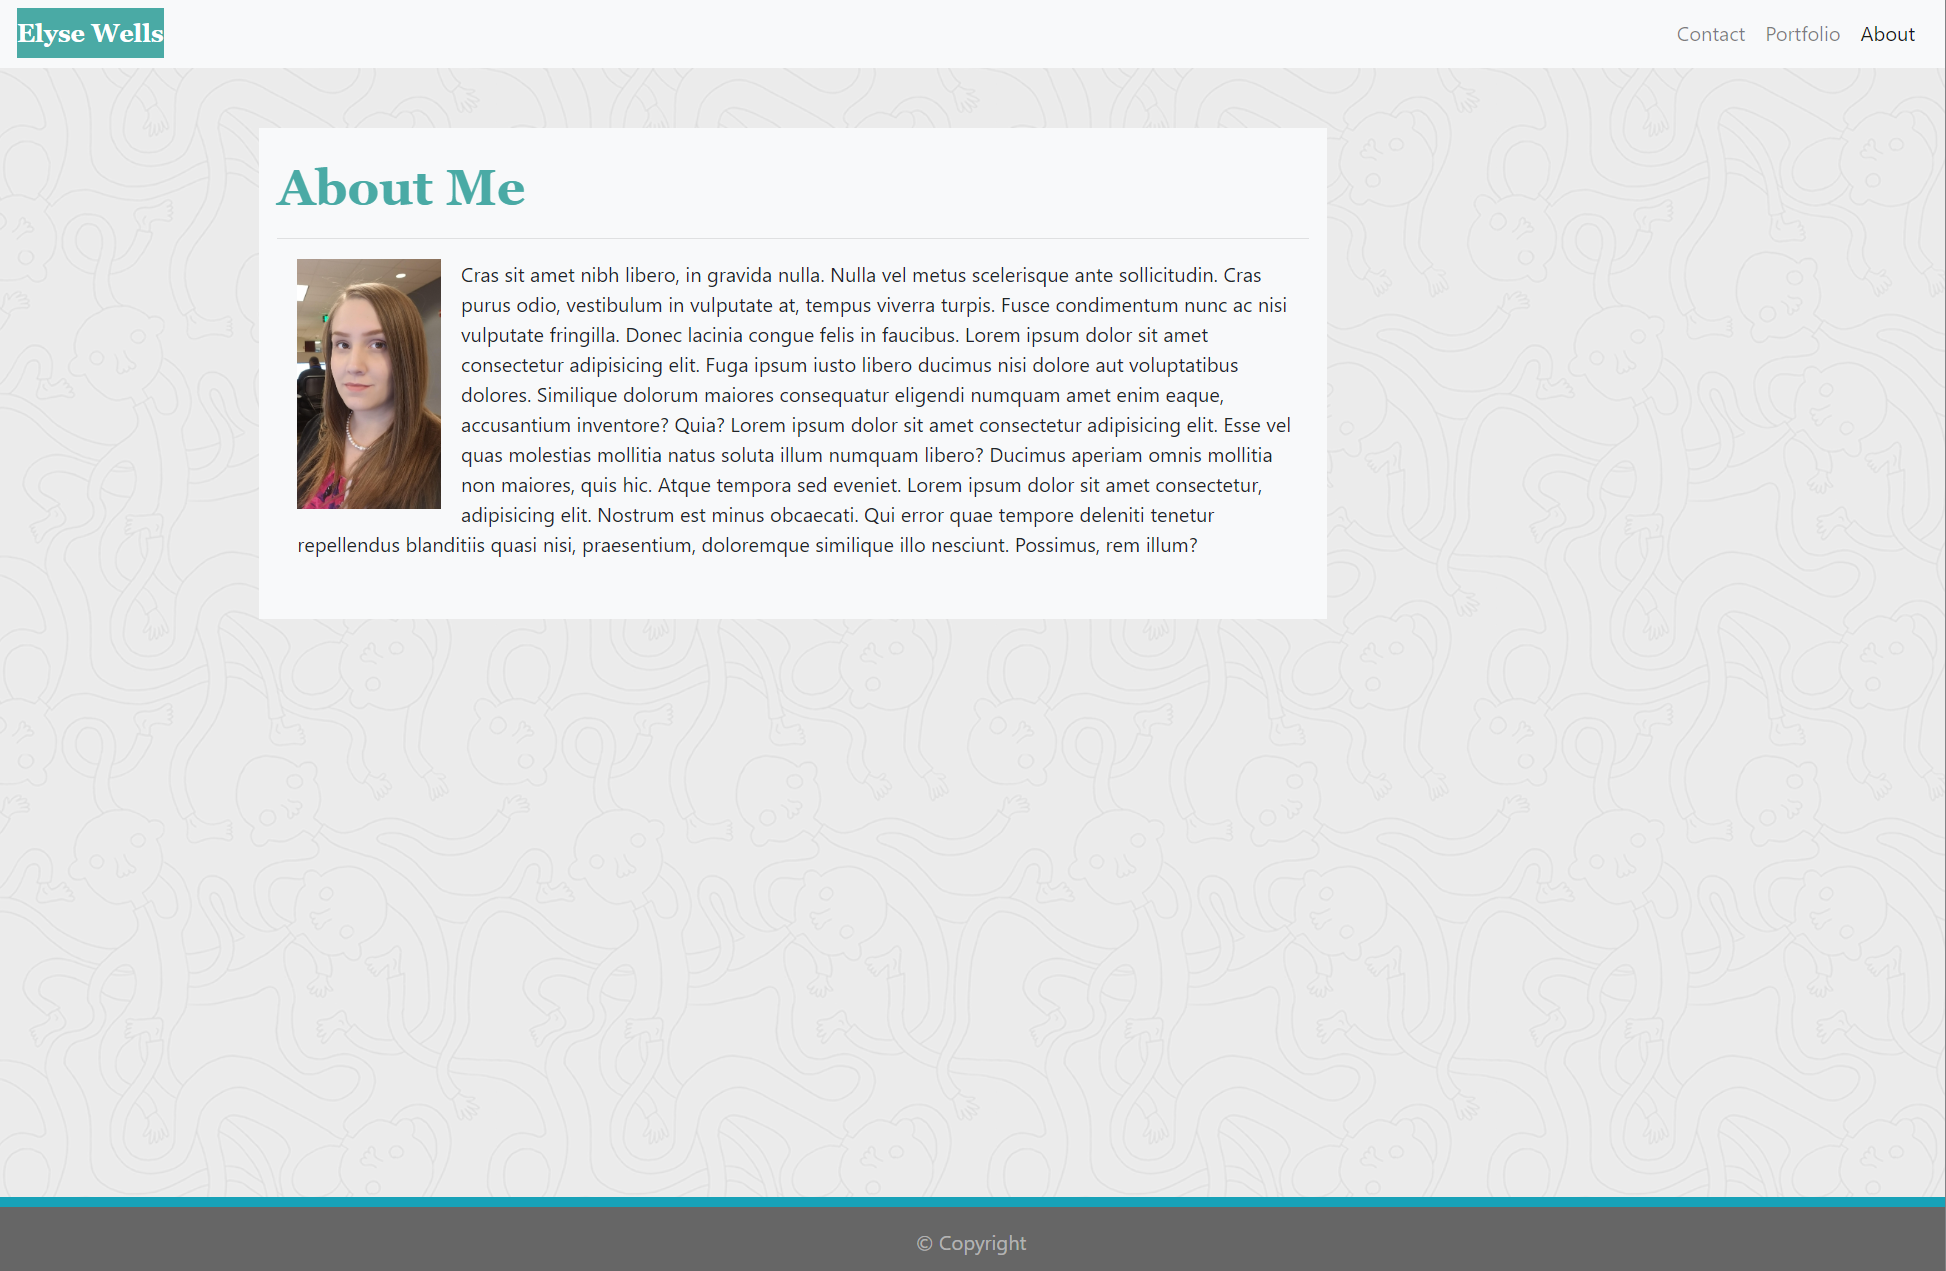 Elyse Wells
Contact Portfolio About
About Me
Cras sit amet nibh libero, in gravida nulla. Nulla vel metus scelerisque ante sollicitudin. Cras
purus odio, vestibulum in vulputate at, tempus viverra turpis. Fusce condimentum nunc ac nisi
vulputate fringilla. Donec lacinia congue felis in faucibus. Lorem ipsum dolor sit amet
consectetur adipisicing elit. Fuga ipsum iusto libero ducimus nisi dolore aut voluptatibus
dolores. Similique dolorum maiores consequatur eligendi numquam amet enim eaque,
accusantium inventore? Quia? Lorem ipsum dolor sit amet consectetur adipisicing elit. Esse vel
quas molestias mollitia natus soluta illum numquam libero? Ducimus aperiam omnis mollitia
non maiores, quis hic. Atque tempora sed eveniet. Lorem ipsum dolor sit amet consectetur,
adipisicing elit. Nostrum est minus obcaecati. Qui error quae tempore deleniti tenetur
repellendus blanditiis quasi nisi, praesentium, doloremque similique illo nesciunt. Possimus, rem illum?
© Copyright